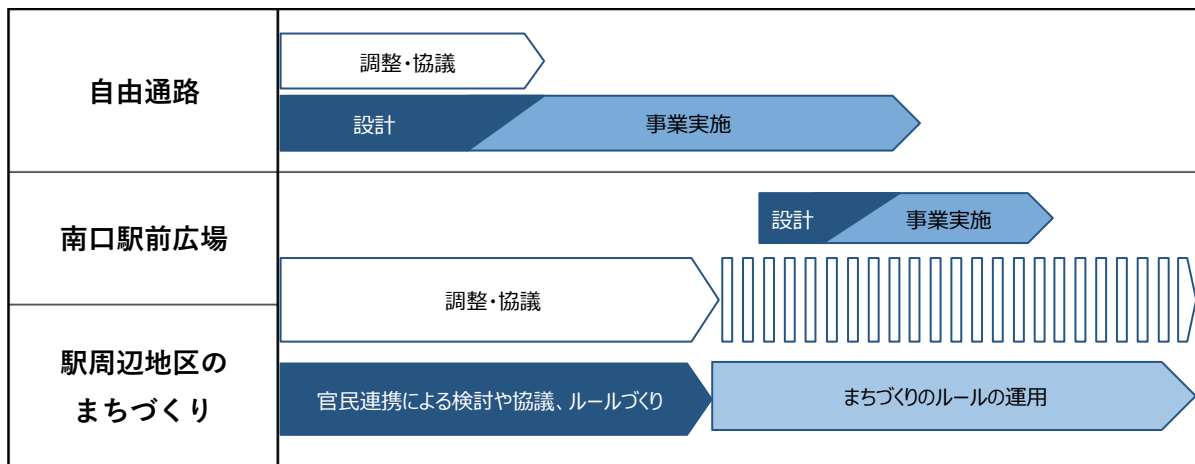 自由通路
調整・協議
設計
事業実施
南口駅前広場
設計
事業実施
調整・協議
駅周辺地区の
まちづくり
官民連携による検討や協議、ルールづくり
まちづくりのルールの運用